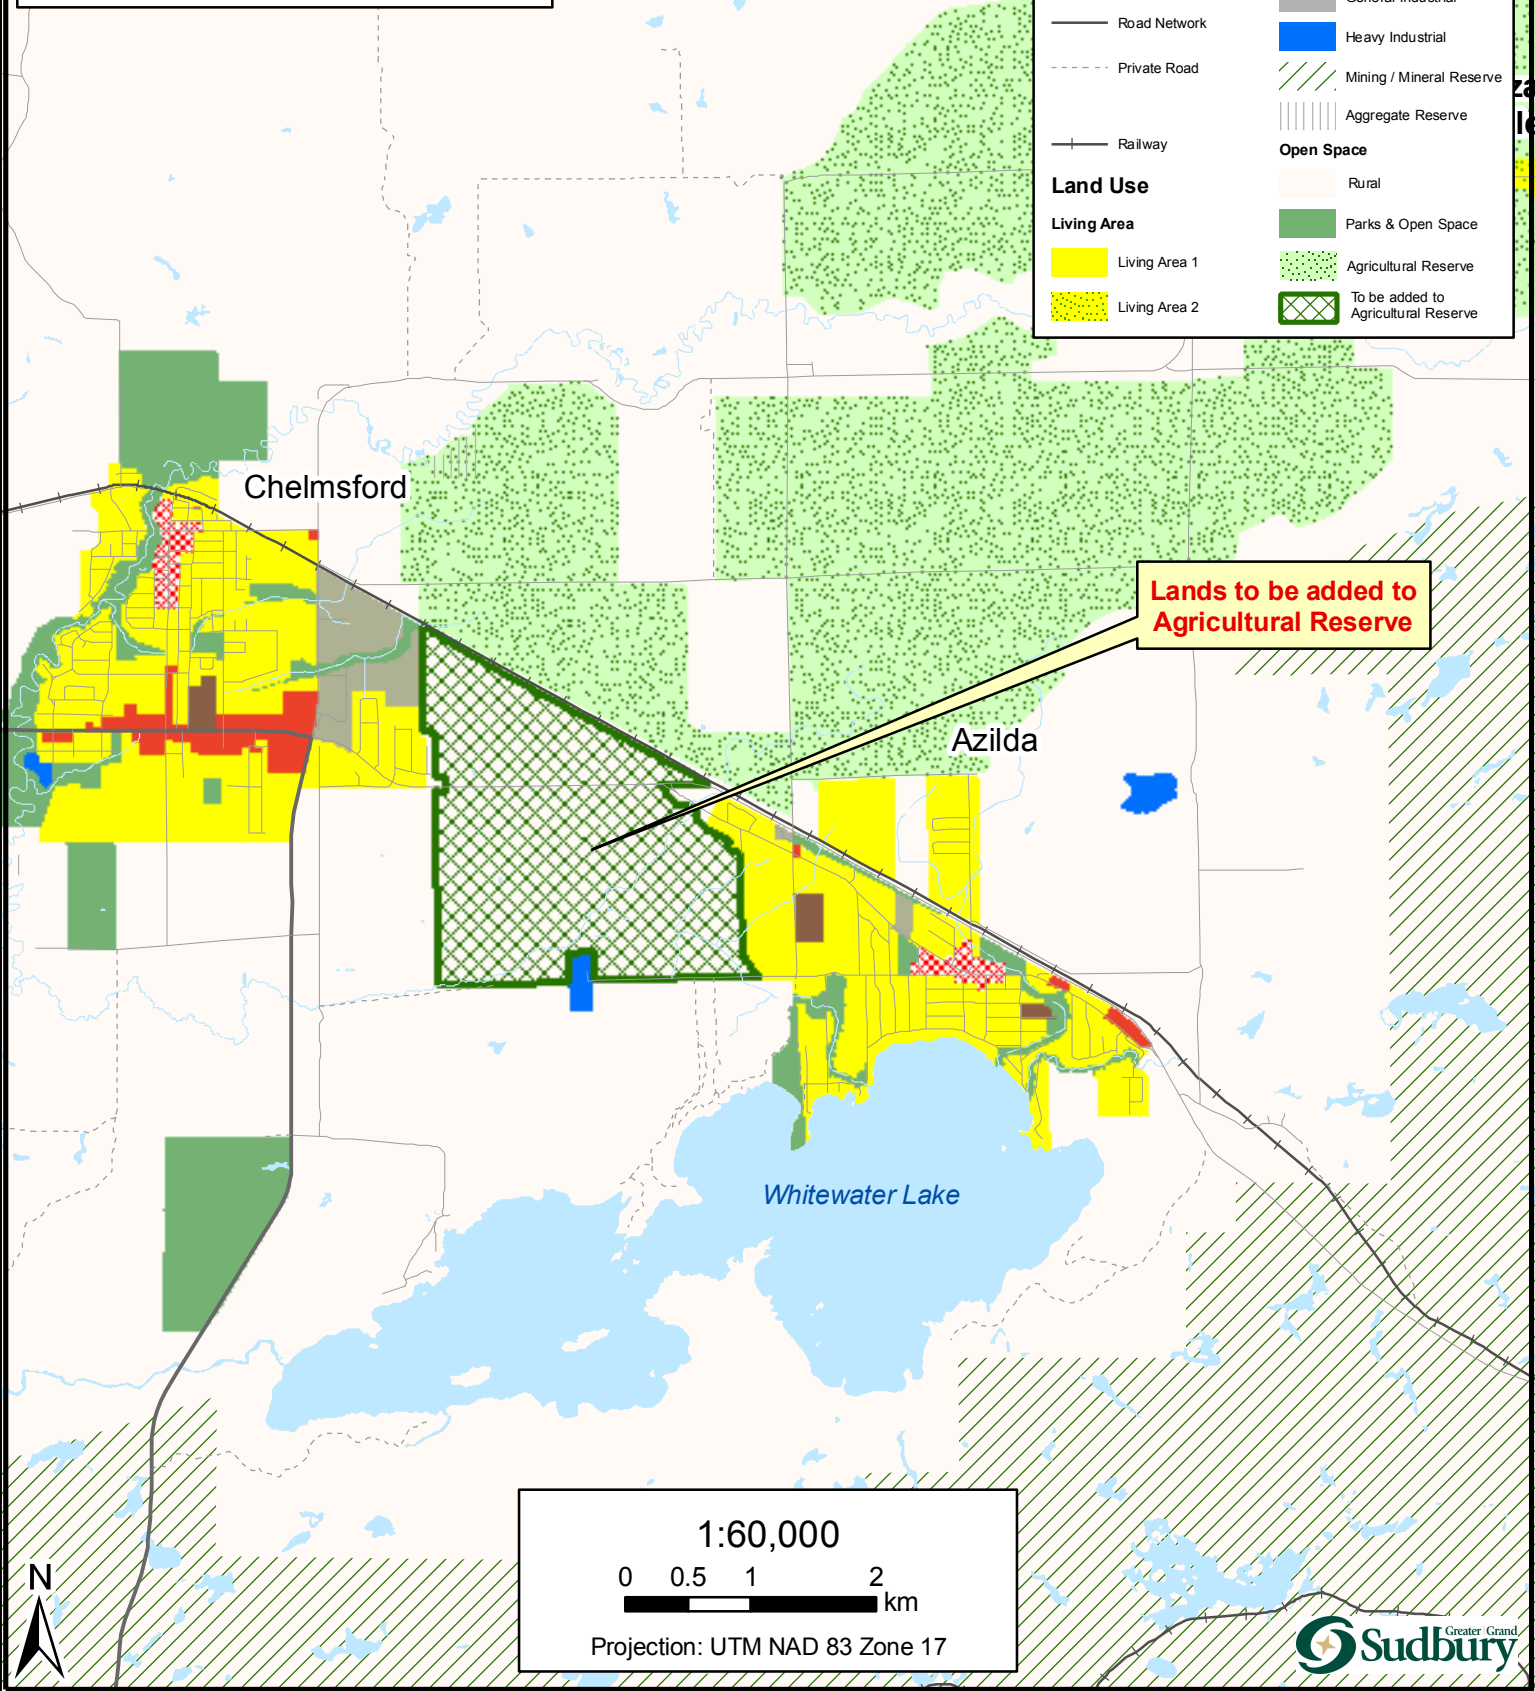 Road Network
Private Road
Railway
Land Use
Living Area
Living Area 1
Living Area 2
General Industrial
Heavy Industrial
Mining / Mineral Reserve
Aggregate Reserve
Open Space
Rural
Parks & Open Space
Agricultural Reserve
To be added to
Agricultural Reserve
Chelmsford
Lands to be added to
Agricultural Reserve
Azilda
Whitewater Lake
1:60,000
0 0.5 1 2
km
Projection: UTM NAD 83 Zone 17
N
Greater Grand
Sudbury